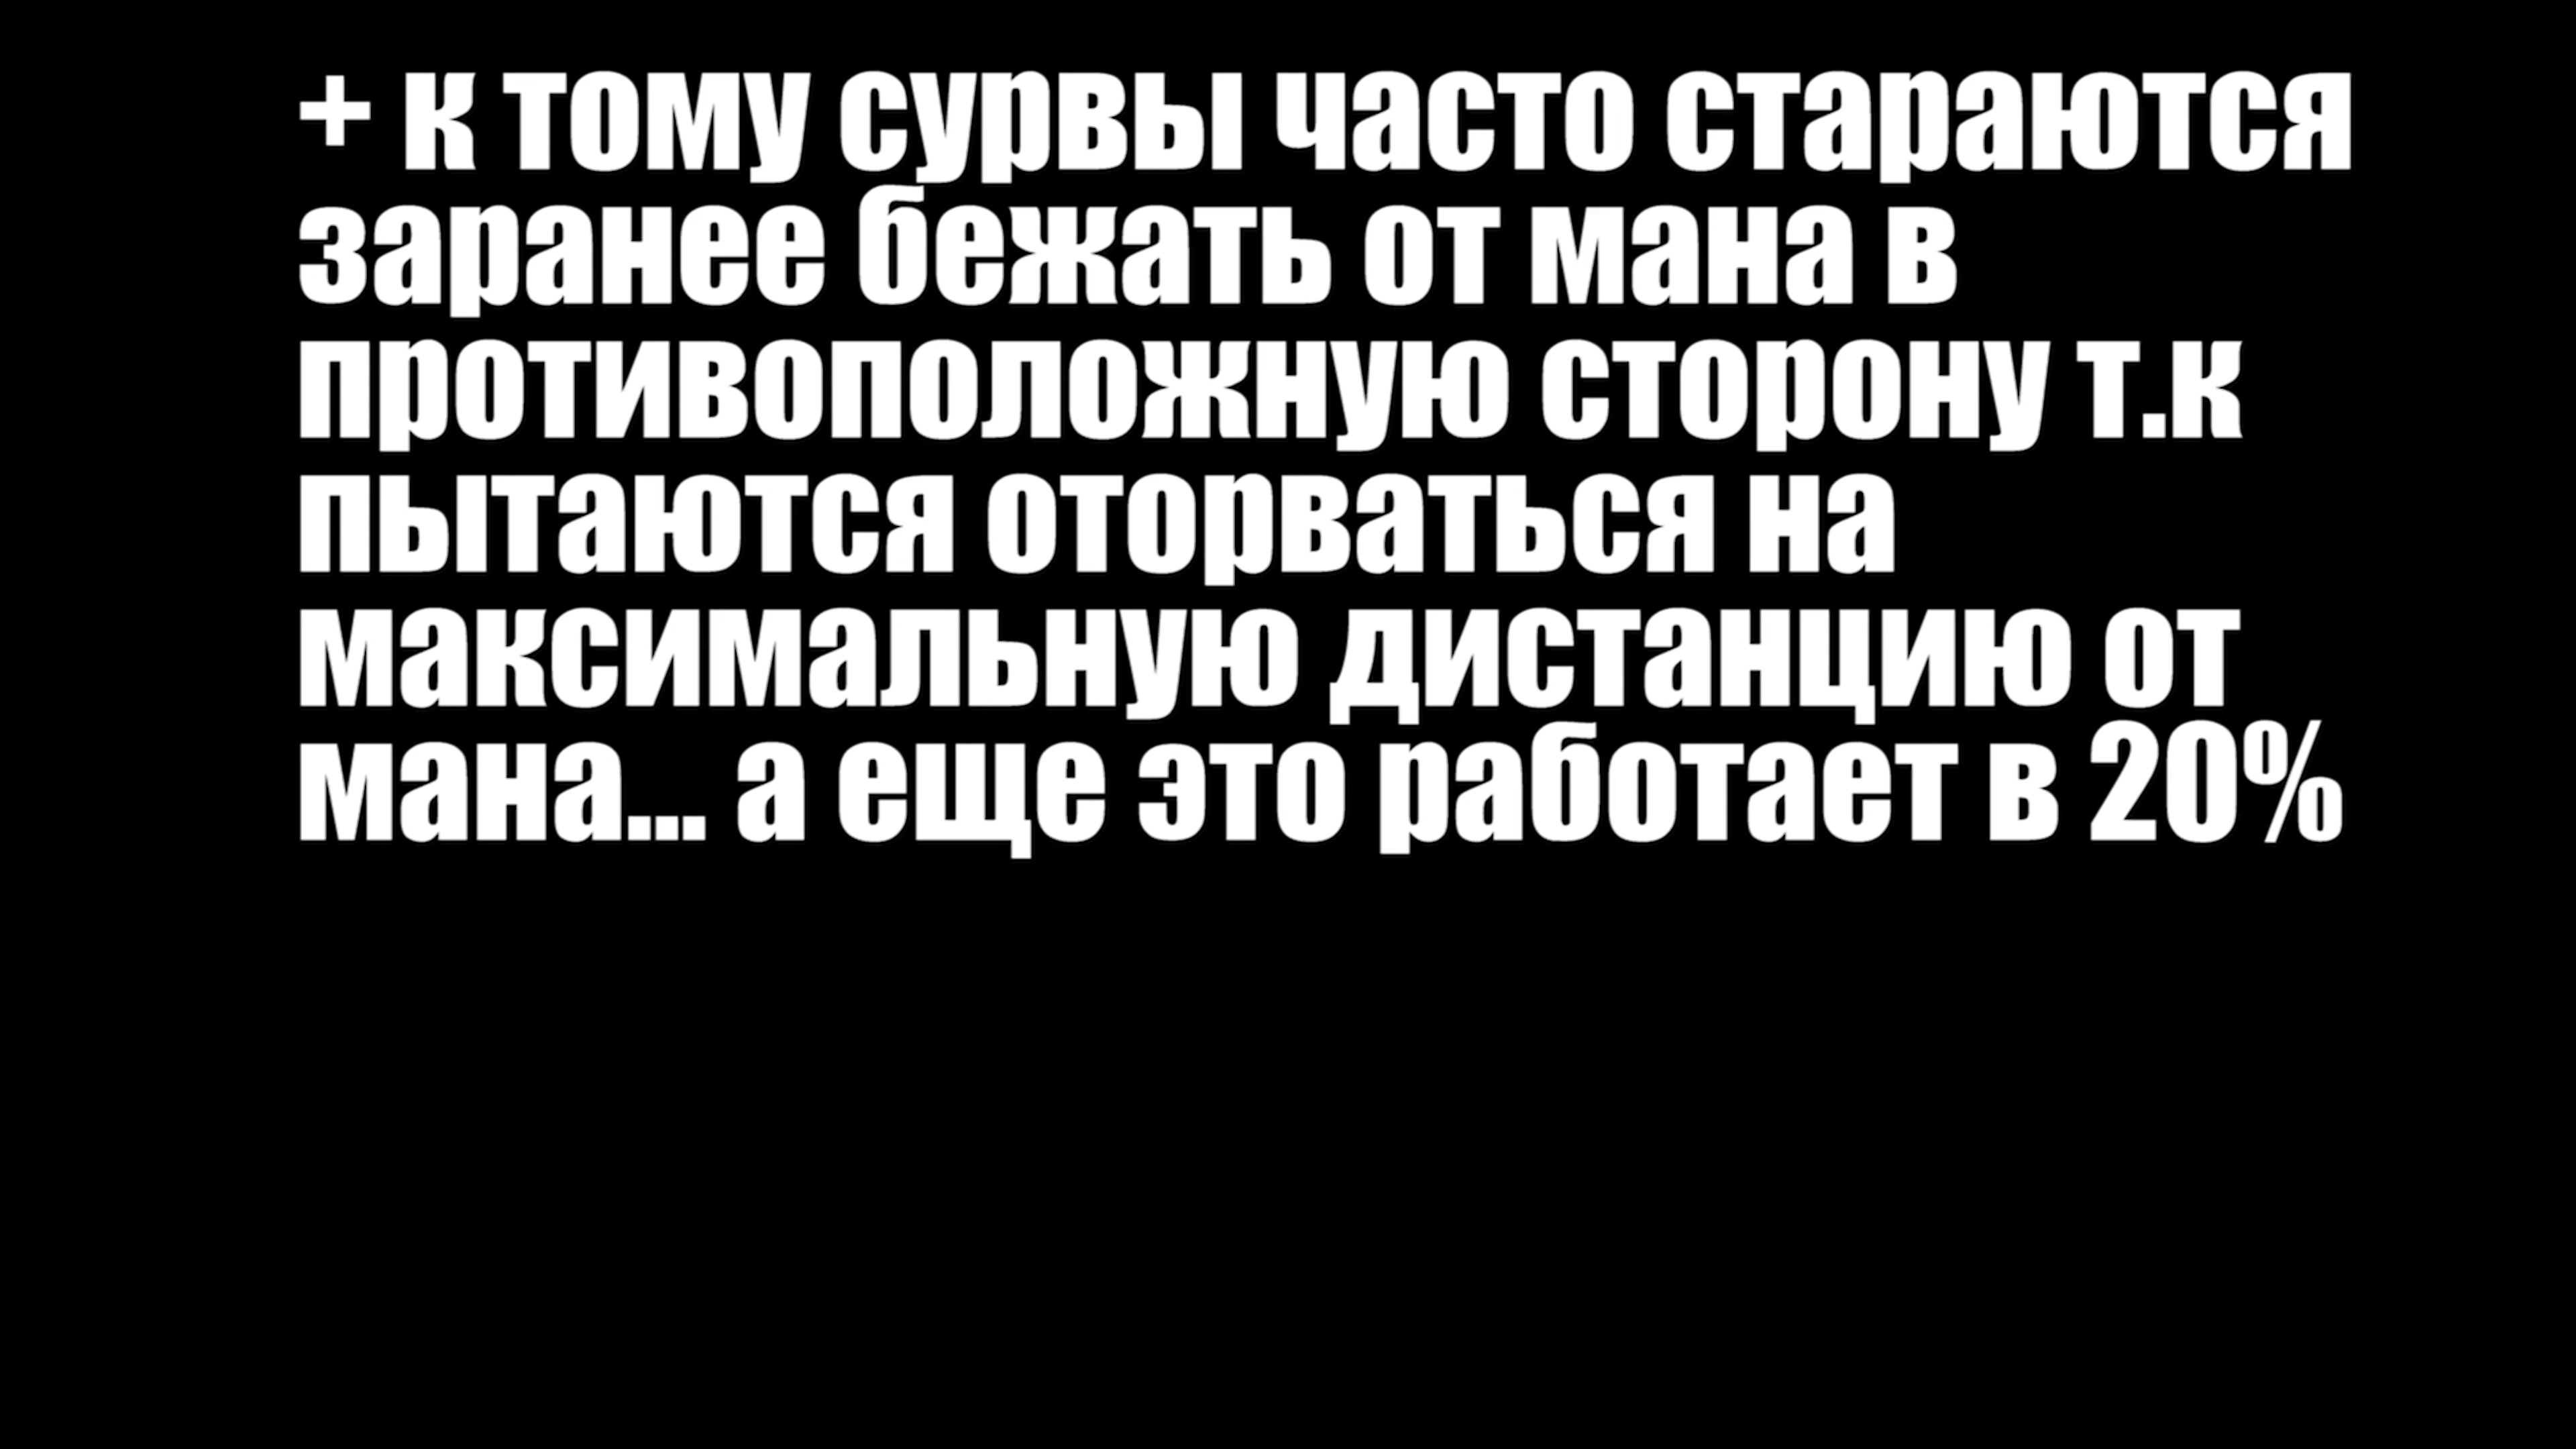 + к тому сурвы часто стараются
заранее бежать от мана в
противоположную сторону т.к
пытаются оторваться на
максимальную дистанцию от
мана... а еще это работает в 20%